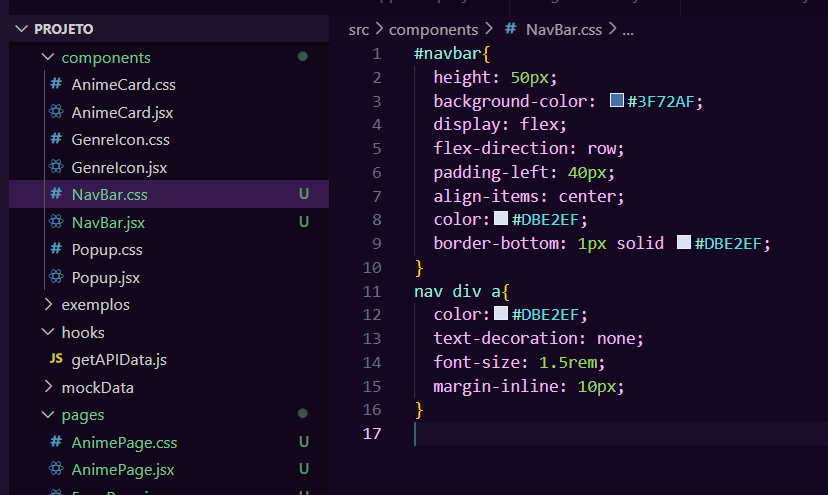 PROJETO
components
# AnimeCard.css
AnimeCard.jsx
# GenreIcon.css
GenreIcon.jsx
# NavBar.css U
NavBar.jsx U
# Popup.css
Popup.jsx
exemplos
hooks
JS getAPIData.js
mockData
pages
# AnimePage.css U
AnimePage.jsx U
src > components > # NavBar.css > ...
1 #navbar{
2 height: 50px;
3 background-color: #3F72AF;
4 display: flex;
5 flex-direction: row;
6 padding-left: 40px;
7 align-items: center;
8 color:#DBE2EF;
9 border-bottom: 1px solid #DBE2EF;
10 }
11 nav div a{
12 color:#DBE2EF;
13 text-decoration: none;
14 font-size: 1.5rem;
15 margin-inline: 10px;
16 }
17